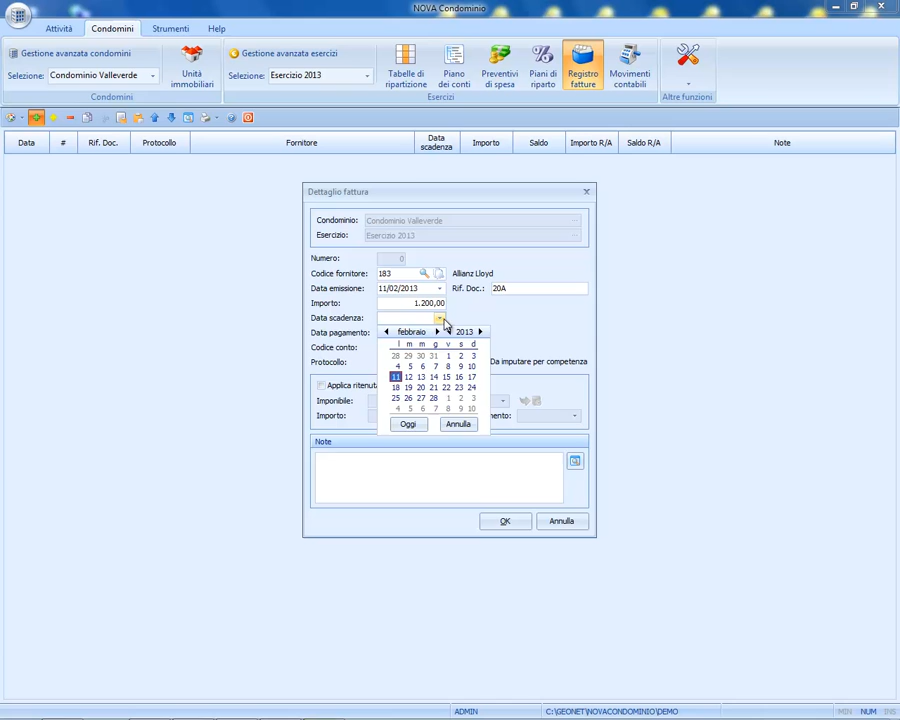 NOVA Condominio
Attività Condomini Strumenti Help
Gestione avanzata condomini
Selezione: Condominio Valleverde
Unità immobiliari
Condomini
Gestione avanzata esercizi
Selezione: Esercizio 2013
Tabelle di ripartizione
Piano dei conti
Preventivi di spesa
Piani di riparto
Registro fatture
Movimenti contabili
Esercizi
Altre funzioni
Data # Rif. Doc. Protocollo Fornitore Data scadenza Importo Saldo Importo R/A Saldo R/A Note
Dettaglio fattura
Condominio: Condominio Valleverde
Esercizio: Esercizio 2013
Numero: 0
Codice fornitore: 183 Allianz Lloyd
Data emissione: 11/02/2013 Rif. Doc.: 20A
Importo: 1.200,00
Data scadenza:
Data pagamento:
Codice conto:
Protocollo:
febbraio 2013
l m m g v s d
28 29 30 31 1 2 3
4 5 6 7 8 9 10
11 12 13 14 15 16 17
18 19 20 21 22 23 24
25 26 27 28 1 2 3
4 5 6 7 8 9 10
Oggi Annulla
Da imputare per competenza
Applica ritenuta
Imponibile:
Importo: mento:
Note
OK Annulla
ADMIN C:\GEONET\NOVACONDOMINIO\DEMO MIN NUM INS